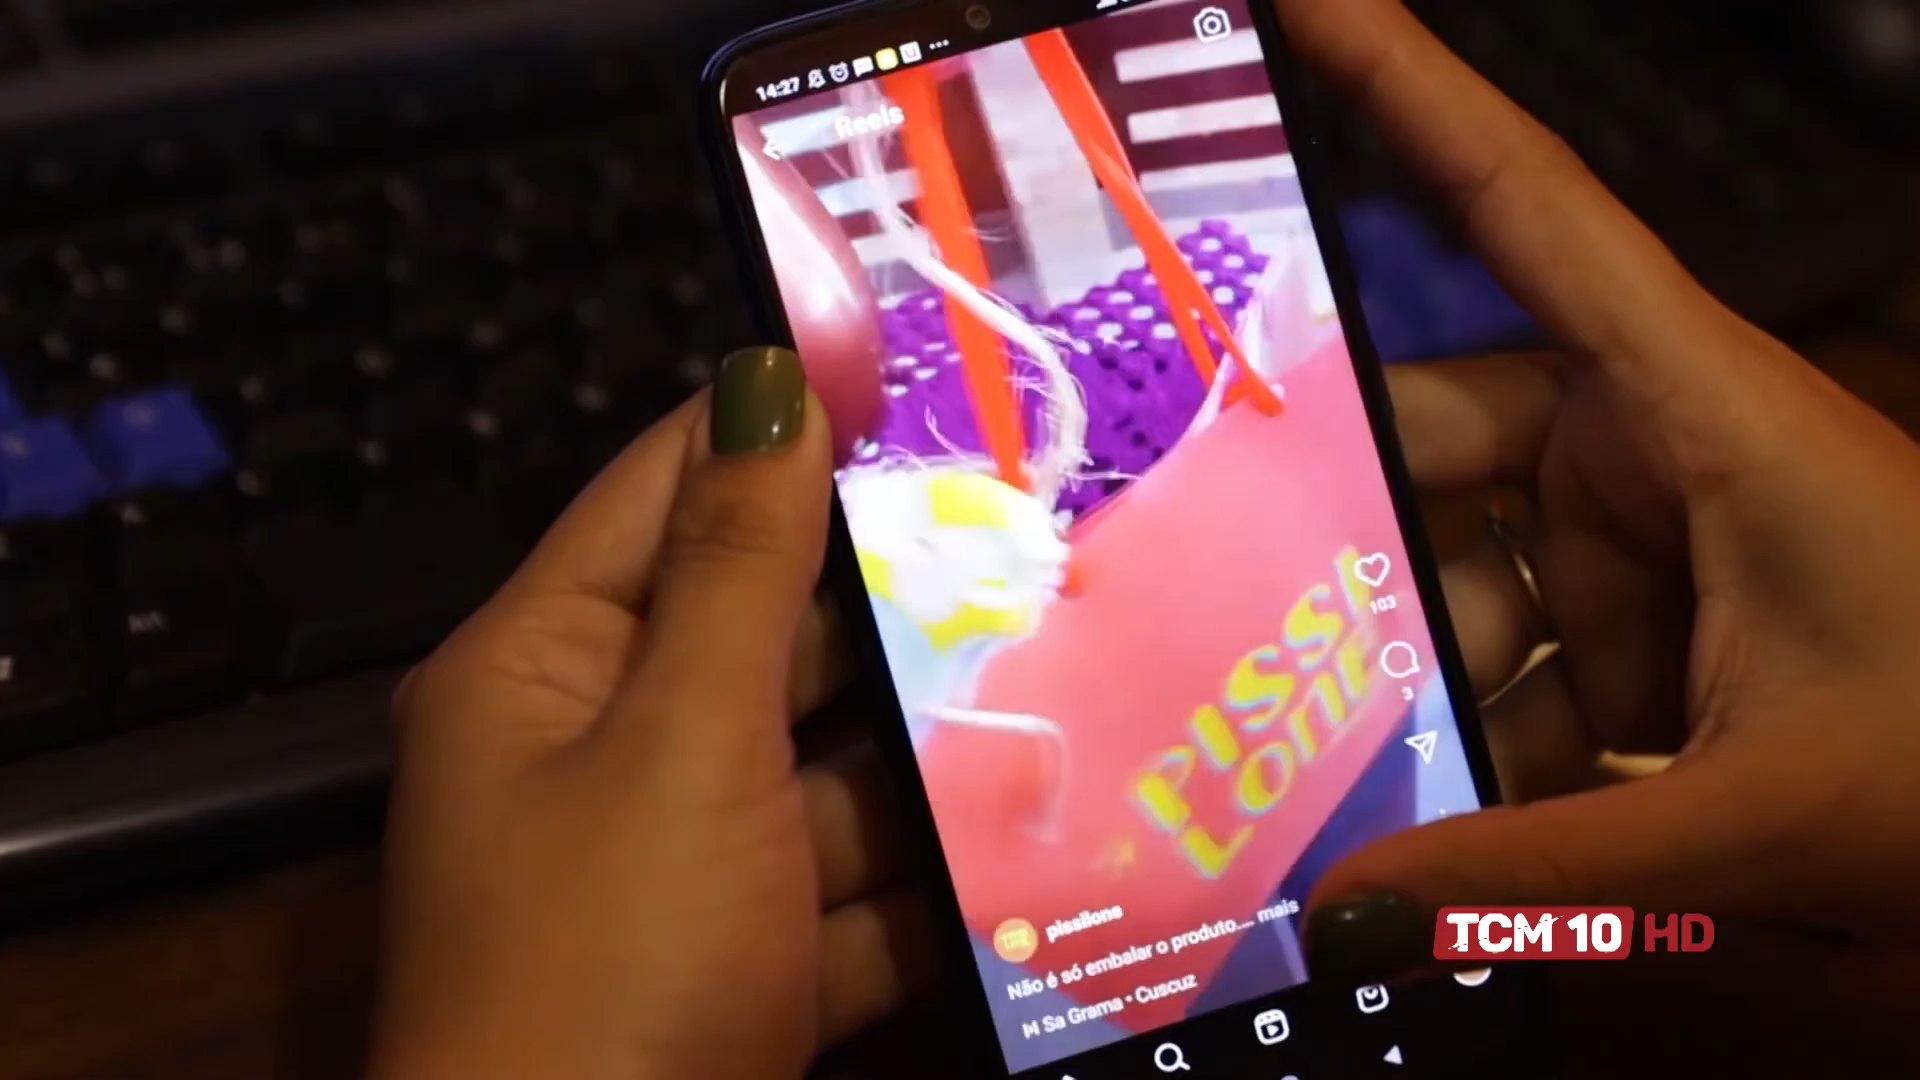 14:27
Reels
PISSI
LONE
103
3
pissilone
Não é só embalar o produto.... mais
Sa Grama • Cuscuz
Alt
TCM 10 HD